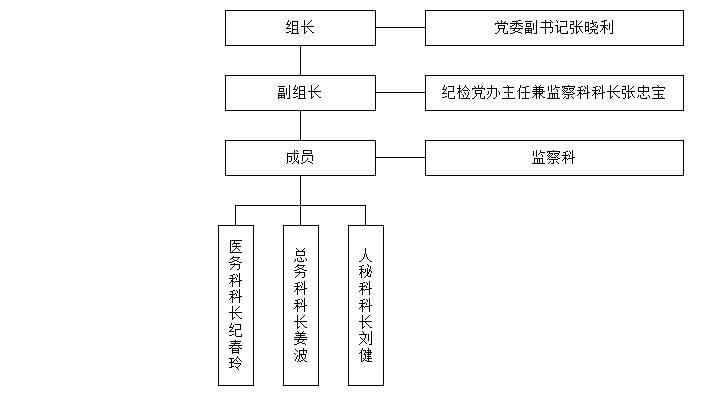 组长
党委副书记张晓利
副组长
纪检党办主任兼监察科科长张忠宝
成员
监察科
医务科科长纪春玲
总务科科长姜波
人秘科科长刘健